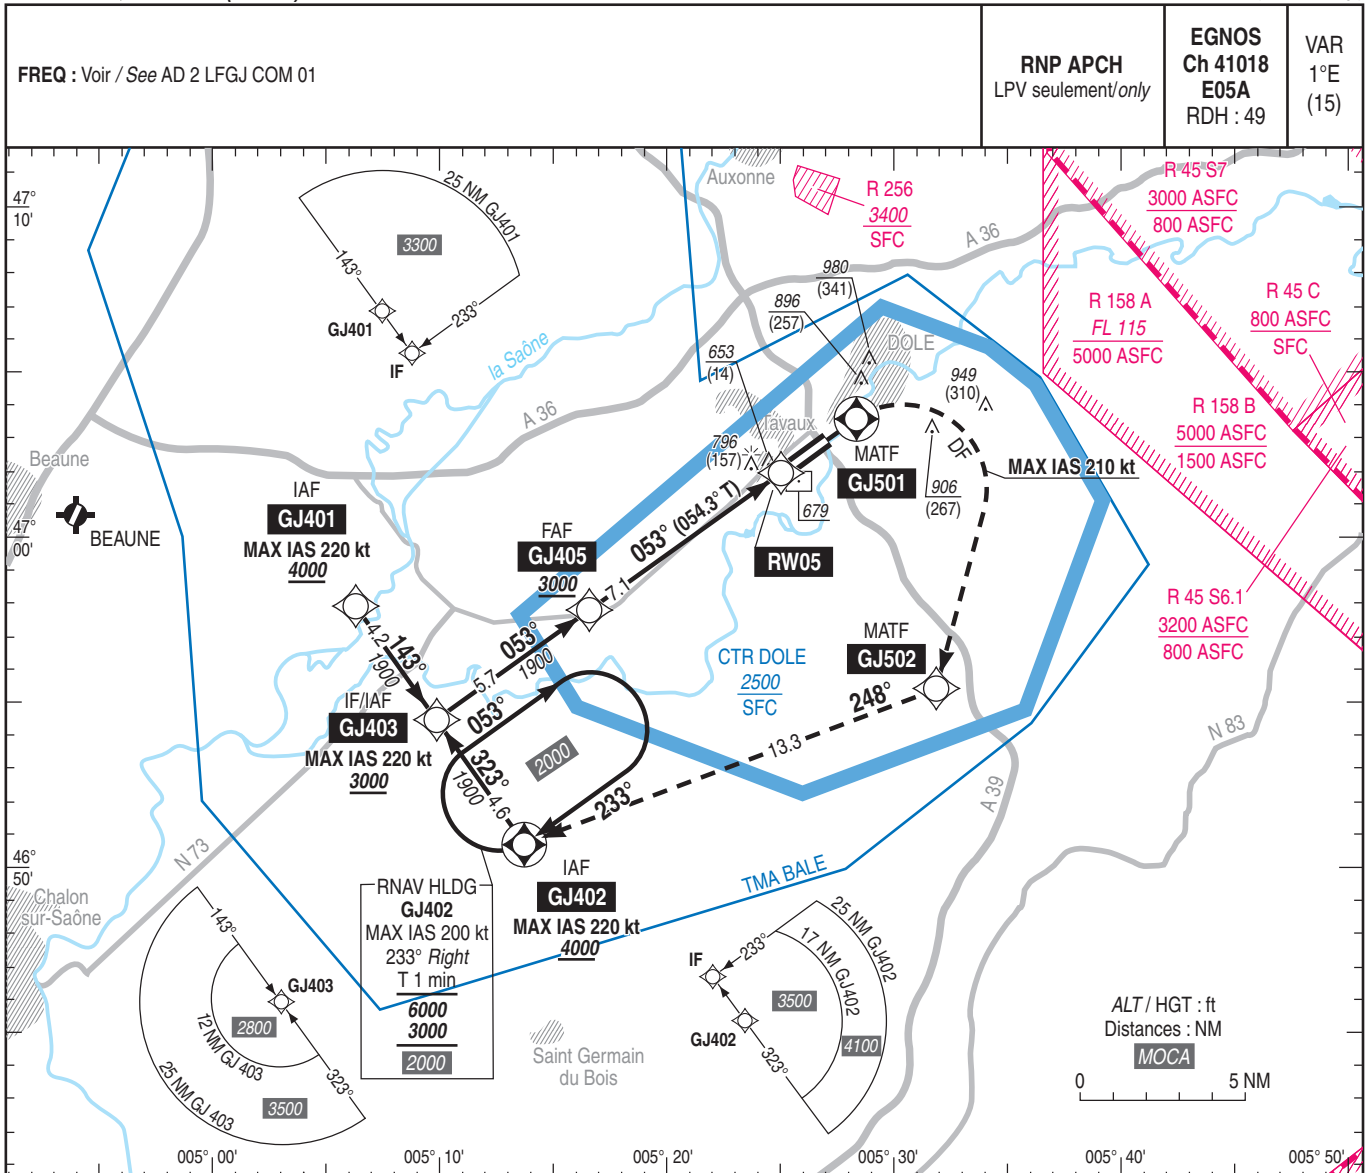 FREQ : Voir / See AD 2 LFGJ COM 01
RNP APCH
LPV seulement/only
EGNOS
Ch 41018
E05A
RDH : 49
VAR
1°E
(15)
47°
10'
25 NM GJ401
3300
143°
233°
GJ401
IF
la Saône
Auxonne
R 256
3400
SFC
A 36
R 45 S7
3000 ASFC
800 ASFC
R 158 A
FL 115
5000 ASFC
R 45 C
800 ASFC
SFC
980
(341)
896
(257)
DOLE
653
(14)
949
(310)
A 36
Tavaux
R 158 B
5000 ASFC
1500 ASFC
Beaune
BEAUNE
47°
00'
796
(157)
MATF
GJ501
DF
MAX IAS 210 kt
906
(267)
679
RW05
IAF
GJ401
MAX IAS 220 kt
4000
FAF
GJ405
3000
053° (054.3° T)
7.1
R 45 S6.1
3200 ASFC
800 ASFC
4.2
143°
1900
053°
5.7
1900
CTR DOLE
2500
SFC
MATF
GJ502
248°
13.3
IF/IAF
GJ403
MAX IAS 220 kt
3000
053°
323°
1900
4.6
2000
233°
N 83
A 39
N 73
46°
50'
Chalon
sur-Saône
IAF
GJ402
MAX IAS 220 kt
4000
TMA BALE
RNAV HLDG
GJ402
MAX IAS 200 kt
233° Right
T 1 min
6000
3000
2000
143°
GJ403
2800
12 NM GJ 403
25 NM GJ 403
3500
323°
Saint Germain
du Bois
25 NM GJ402
17 NM GJ402
233°
IF
3500
GJ402
4100
323°
ALT / HGT : ft
Distances : NM
MOCA
0
5 NM
005° 00'
005° 10'
005° 20'
005° 30'
005° 40'
005° 50'